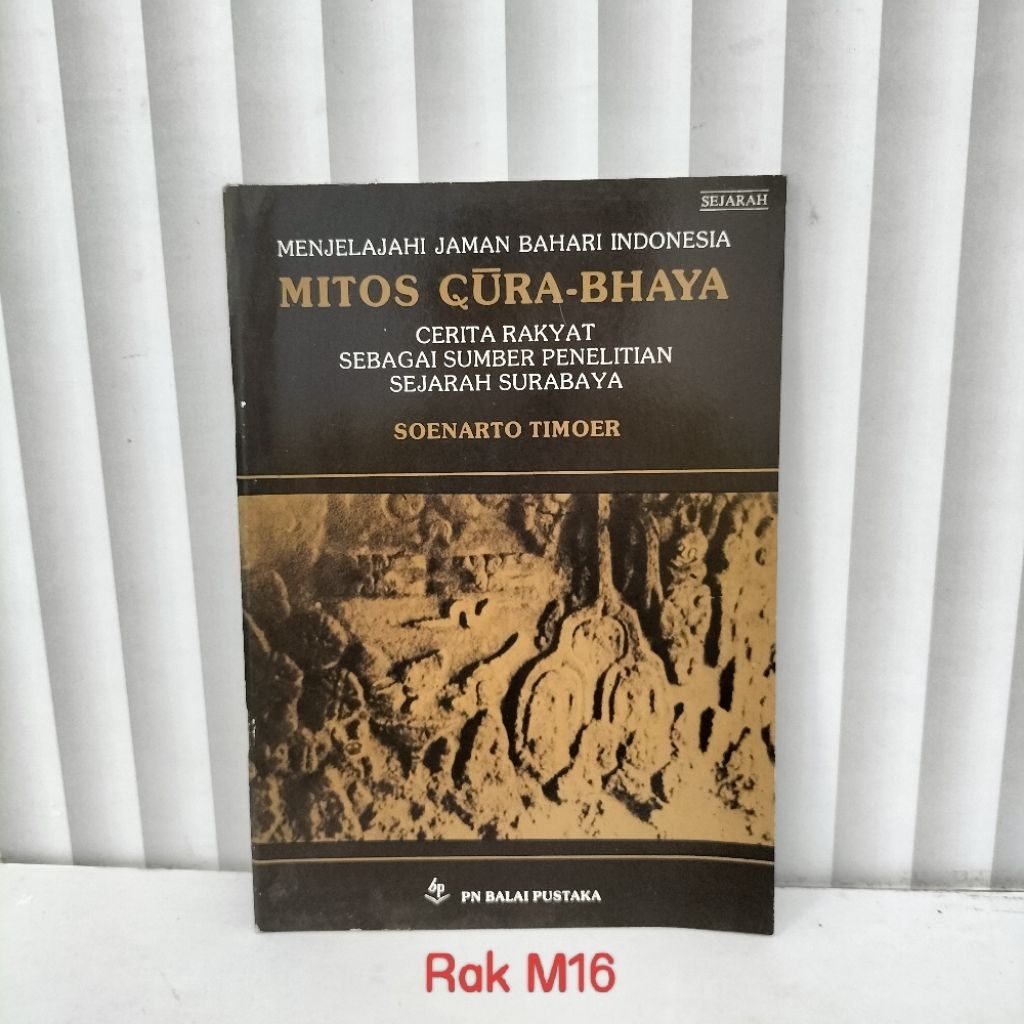 SEJARAH
MENJELAJAHI JAMAN BAHARI INDONESIA
MITOS ÇŪRA-BHAYA
CERITA RAKYAT
SEBAGAI SUMBER PENELITIAN
SEJARAH SURABAYA
SOENARTO TIMOER
bp
PN BALAI PUSTAKA
Rak M16